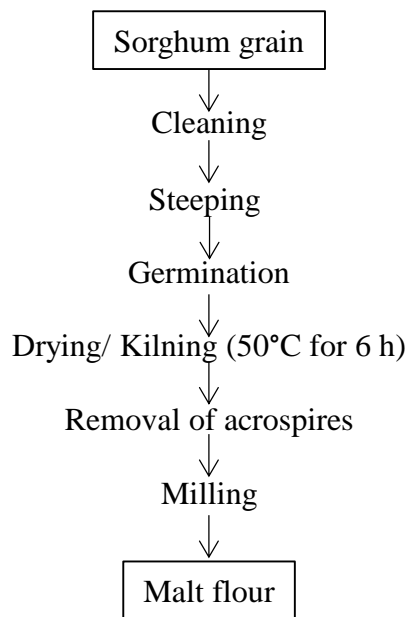 Sorghum grain
Cleaning
Steeping
Germination
Drying/ Kilning (50°C for 6 h)
Removal of acrospires
Milling
Malt flour